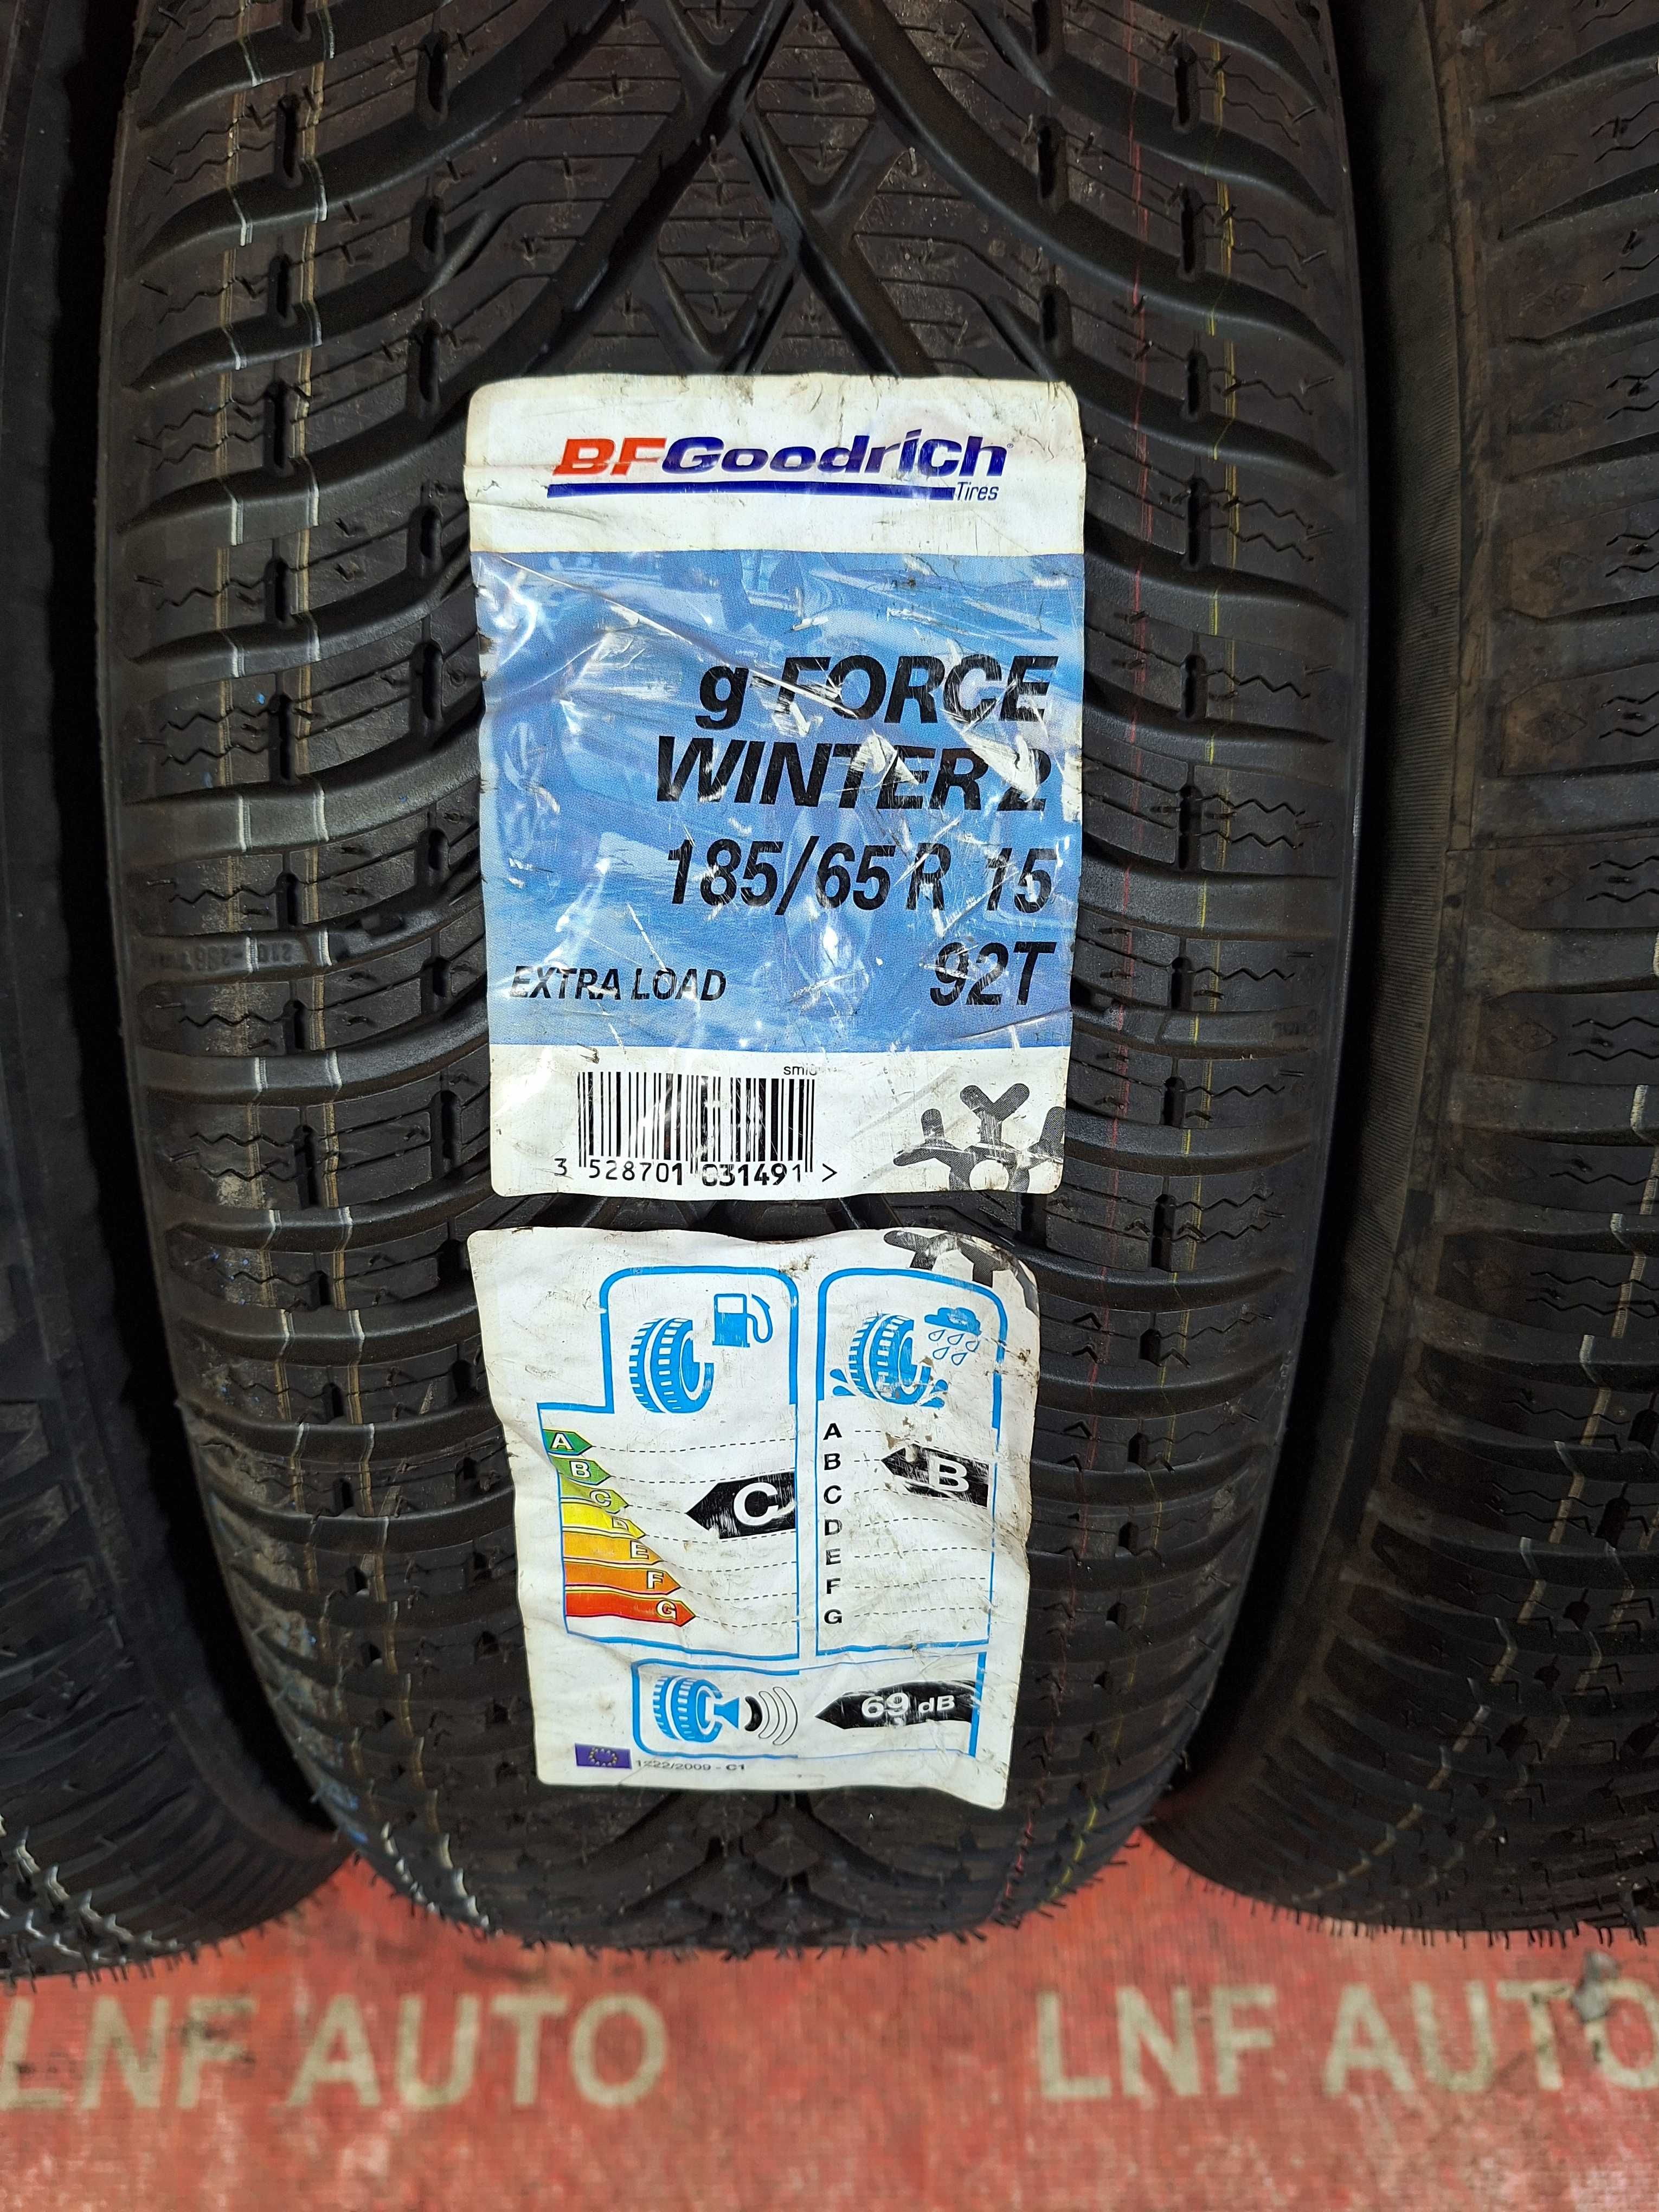 BFGoodrich
Tires
g FORCE
WINTER 2
185/65 R 15
92T
EXTRA LOAD
3 528701 031491 >
A
B
C
D
E
F
G
C
A
B
C
D
E
F
G
B
69 dB
1222/2009 - C1
LNF AUTO
LNF AUTO